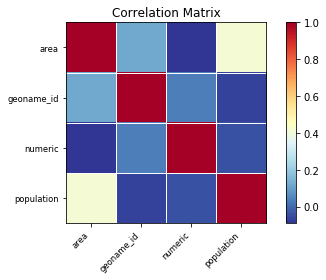 Correlation Matrix
area
geoname_id
numeric
population
area
geoname_id
numeric
population
1.0
0.8
0.6
0.4
0.2
0.0